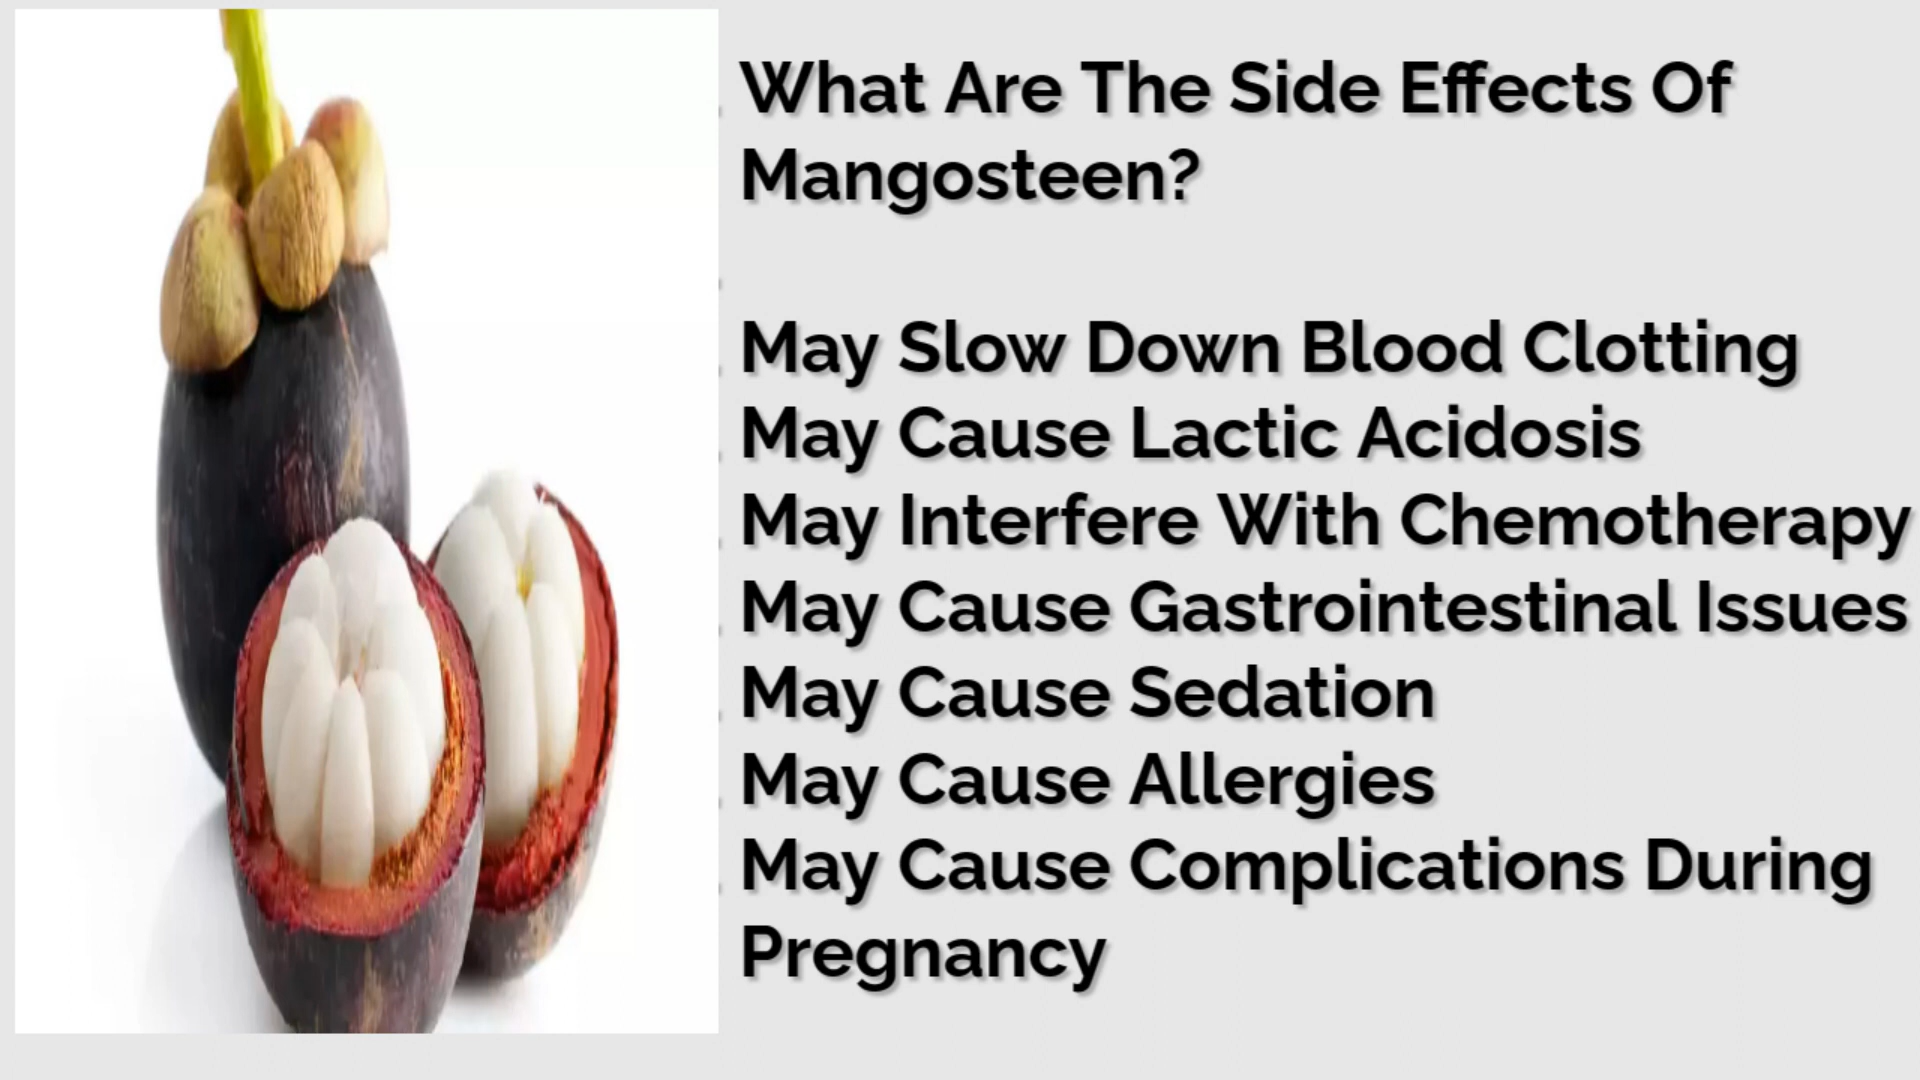 What Are The Side Effects Of
Mangosteen?
May Slow Down Blood Clotting
May Cause Lactic Acidosis
May Interfere With Chemotherapy
May Cause Gastrointestinal Issues
May Cause Sedation
May Cause Allergies
May Cause Complications During
Pregnancy